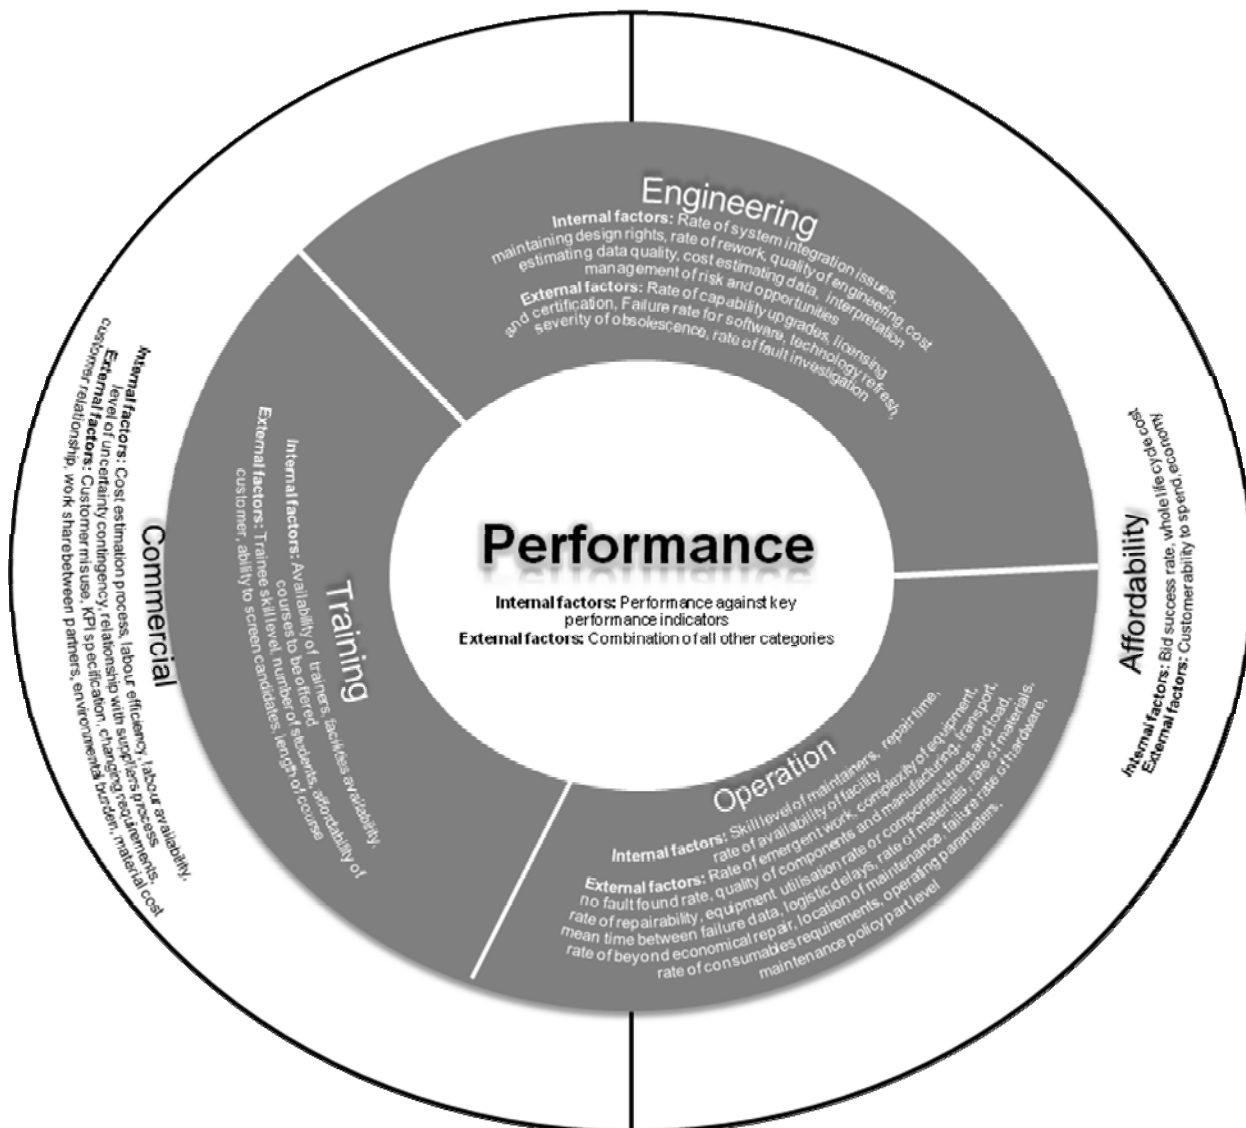 Engineering
Internal factors: Rate of system integration issues,
maintaining design rights, rate of rework, quality of engineering, cost
estimating data quality, cost estimating data, Interpretation
management of risk and opportunities
External factors: Rate of capability upgrades, licensing
and certification, Failure rate for software, technology refresh,
severity of obsolescence, rate of fault investigation
Performance
Internal factors: Performance against key
performance indicators
External factors: Combination of all other categories
Training
Internal factors: Availability of trainers, facilities availability,
courses to be offered
External factors: Trainee skill level, number of students, affordability of
customer, ability to screen candidates, length of course
Operation
Internal factors: Skill level of maintainers, repair time,
rate of availability of facility
External factors: Rate of emergent work, complexity of equipment,
no fault found rate, quality of components and manufacturing, transport,
rate of repairability, equipment utilisation rate or component stress and load,
mean time between failure data, logistic delays, rate of materials, rate of materials,
rate of beyond economical repair, location of maintenance, failure rate of hardware,
rate of consumables requirements, operating parameters,
maintenance policy part level
Commercial
Internal factors: Cost estimation process, labour efficiency, labour availability,
level of uncertainty contingency, relationship with suppliers process
External factors: Customer misuse, KPI specification, changing requirements,
customer relationship, work sharebetween partners, environmental burden, material cost
Affordability
Internal factors: Bid success rate, whole life cycle cost
External factors: Customerability to spend, economy